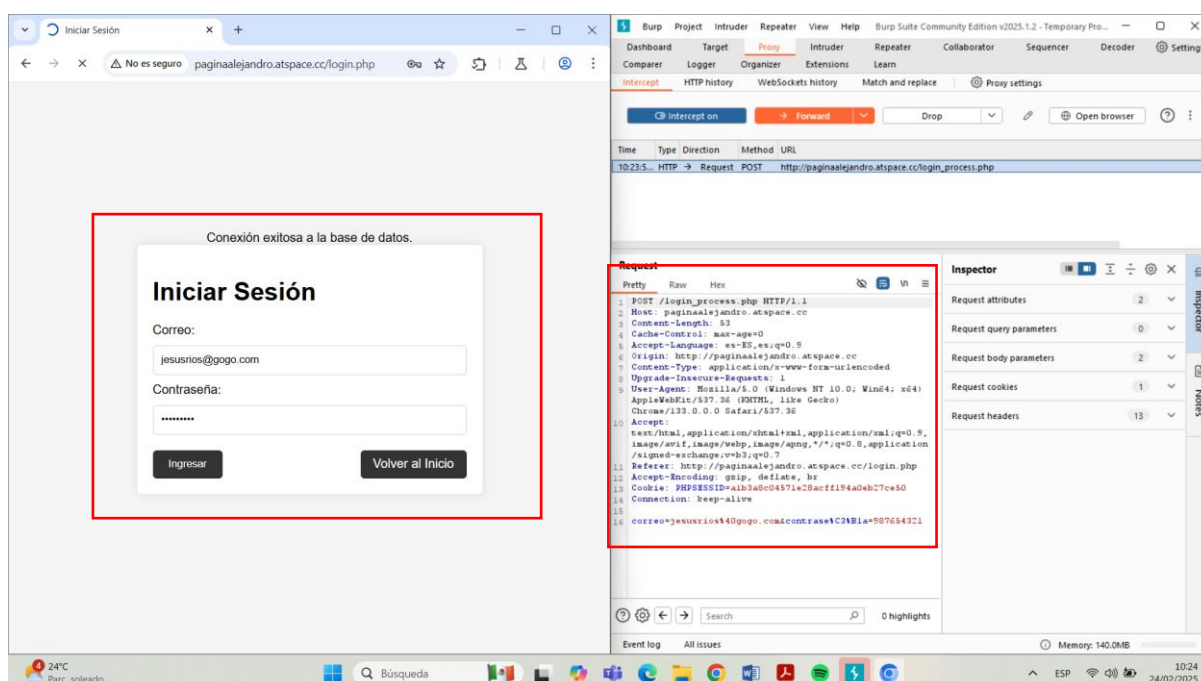 Iniciar Sesión
No es seguro paginaalejandro.atspace.cc/login.php
Conexión exitosa a la base de datos.
Iniciar Sesión
Correo:
jesusrios@gogo.com
Contraseña:
•••••••••
Ingresar Volver al Inicio
Burp Project Intruder Repeater View Help Burp Suite Community Edition v2025.1.2 - Temporary Pro...
Dashboard Target Proxy Intruder Repeater Collaborator Sequencer Decoder Setting
Comparer Logger Organizer Extensions Learn
Intercept HTTP history WebSockets history Match and replace Proxy settings
Intercept on Forward Drop Open browser
Time Type Direction Method URL
10:23:5... HTTP → Request POST http://paginaalejandro.atspace.cc/login_process.php
Request
Pretty Raw Hex
1 POST /login_process.php HTTP/1.1
2 Host: paginaalejandro.atspace.cc
3 Content-Length: 53
4 Cache-Control: max-age=0
5 Accept-Language: es-ES,es;q=0.9
6 Origin: http://paginaalejandro.atspace.cc
7 Content-Type: application/x-www-form-urlencoded
8 Upgrade-Insecure-Requests: 1
9 User-Agent: Mozilla/5.0 (Windows NT 10.0; Win64; x64)
AppleWebKit/537.36 (KHTML, like Gecko)
Chrome/133.0.0.0 Safari/537.36
10 Accept:
text/html,application/xhtml+xml,application/xml;q=0.9,
image/avif,image/webp,image/apng,*/*;q=0.8,application
/signed-exchange;v=b3;q=0.7
11 Referer: http://paginaalejandro.atspace.cc/login.php
12 Accept-Encoding: gzip, deflate, br
13 Cookie: PHPSESSID=a1b3a8c04571e28acff194a0eb27ce50
14 Connection: keep-alive
15
16 correo=jesusrios%40gogo.com&contrase%C3%B1a=987654321
Inspector
Request attributes 2
Request query parameters 0
Request body parameters 2
Request cookies 1
Request headers 13
Inspector
Notes
Search 0 highlights
Event log All issues Memory: 140.0MB
4
24°C
Parc. soleado
Búsqueda
ESP
10:24
24/02/2025